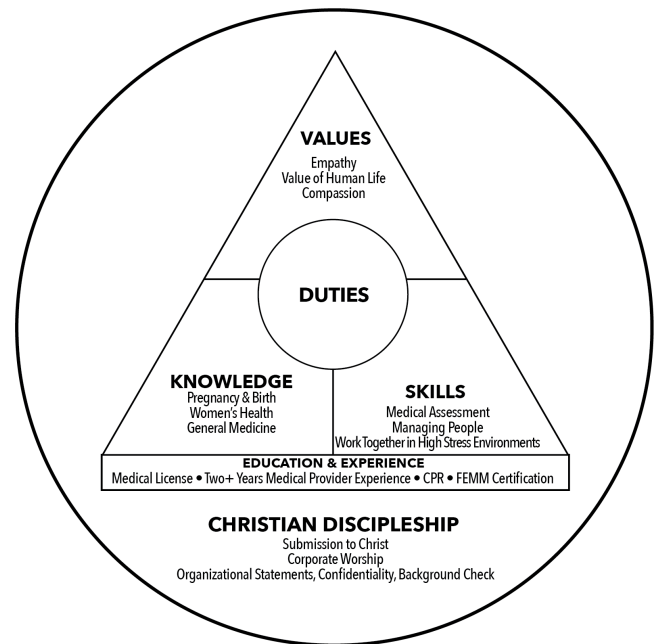 VALUES
Empathy
Value of Human Life
Compassion
DUTIES
KNOWLEDGE
Pregnancy & Birth
Women's Health
General Medicine
SKILLS
Medical Assessment
Managing People
Work Together in High Stress Environments
EDUCATION & EXPERIENCE
Medical License • Two+ Years Medical Provider Experience • CPR • FEMM Certification
CHRISTIAN DISCIPLESHIP
Submission to Christ
Corporate Worship
Organizational Statements, Confidentiality, Background Check